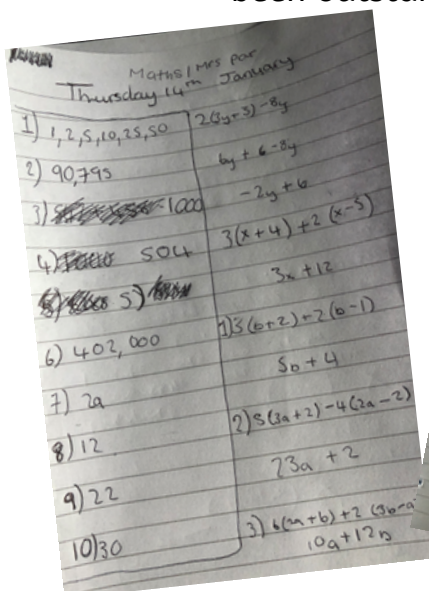 Maths / Mrs Par
Thursday 14th January
1) 1, 2, 5, 10, 25, 50
2) 90,795
3) 1000
4) 504
5)
6) 402,000
7) 2a
8) 12
9) 22
10) 30
2(3y+3) -8y
6y + 6 -8y
-2y + 6
3(x + 4) + 2 (x -5)
3x + 12
1) 3(b+2) + 2 (b -1)
5b + 4
2) 5(3a + 2) - 4(2a - 2)
23a + 2
3) 6(2a + b) + 2 (3b - a
10a + 12b